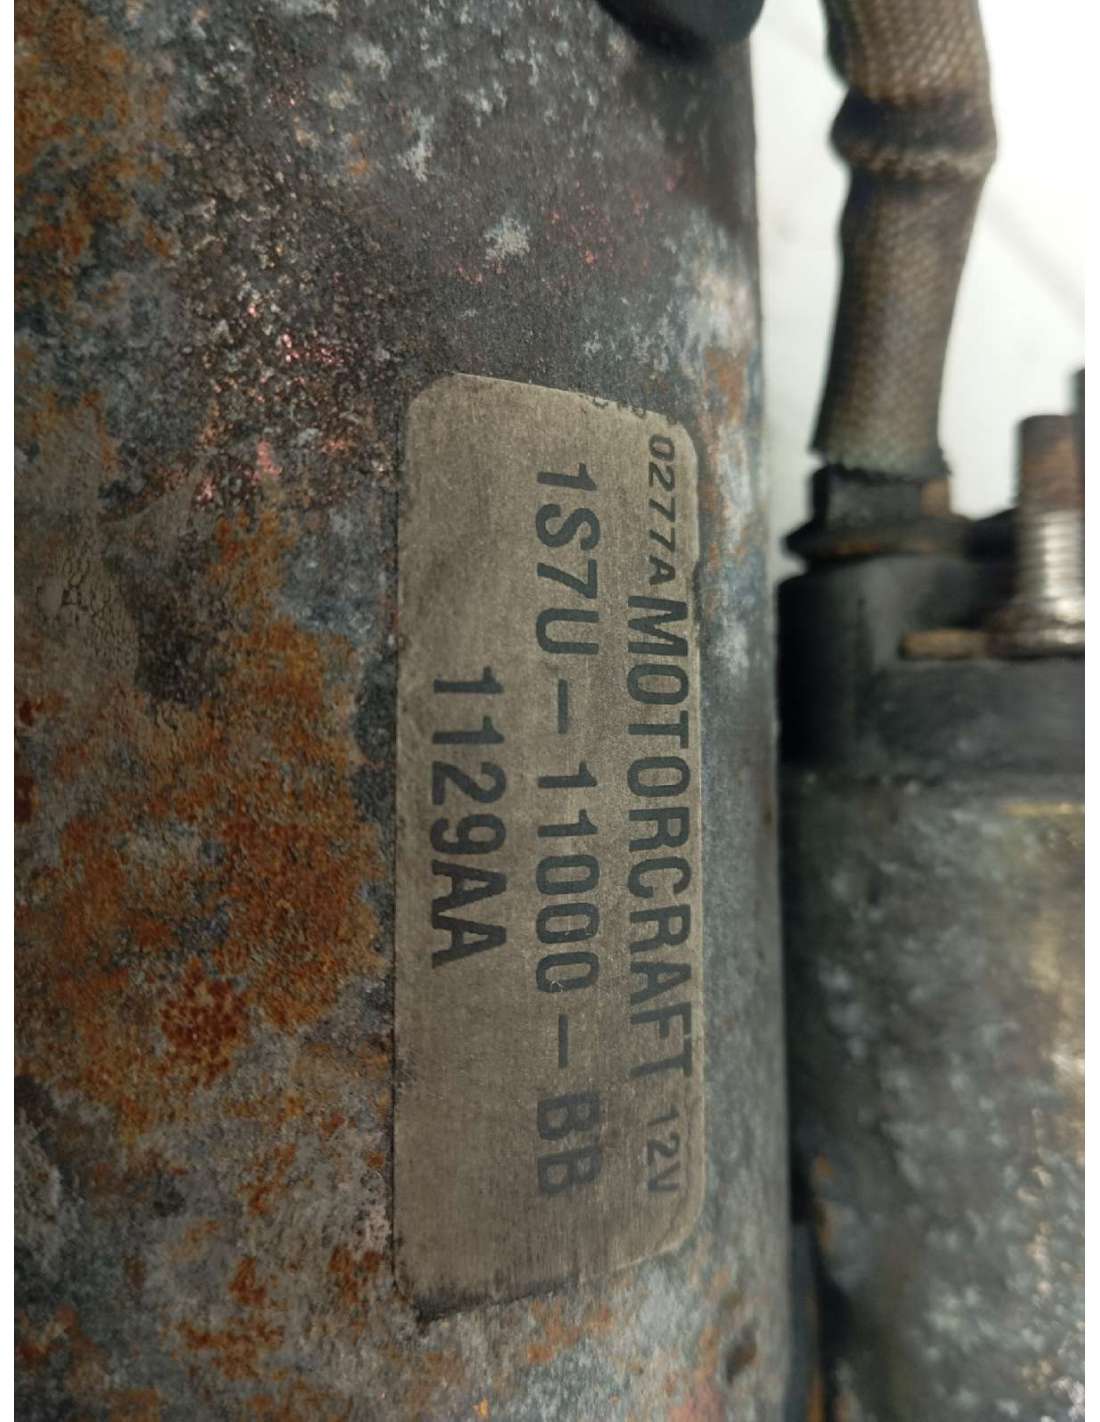 0277A MOTORCRAFT 12V
1S7U-11000-BB
1129AA